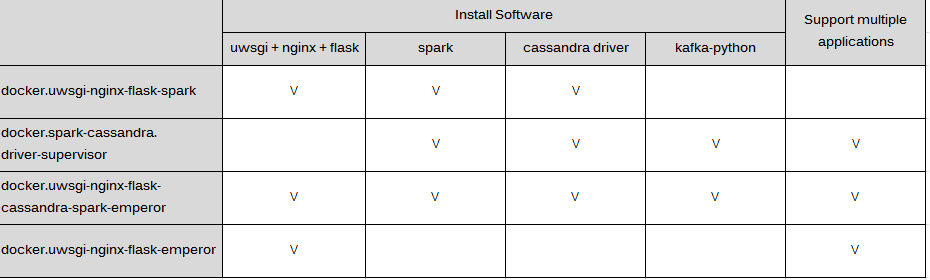 Install Software
Support multiple
applications
uwsgi + nginx + flask
spark
cassandra driver
kafka-python
docker.uwsgi-nginx-flask-spark
V
V
V
docker.spark-cassandra.
driver-supervisor
V
V
V
V
docker.uwsgi-nginx-flask-
cassandra-spark-emperor
V
V
V
V
V
docker.uwsgi-nginx-flask-emperor
V
V